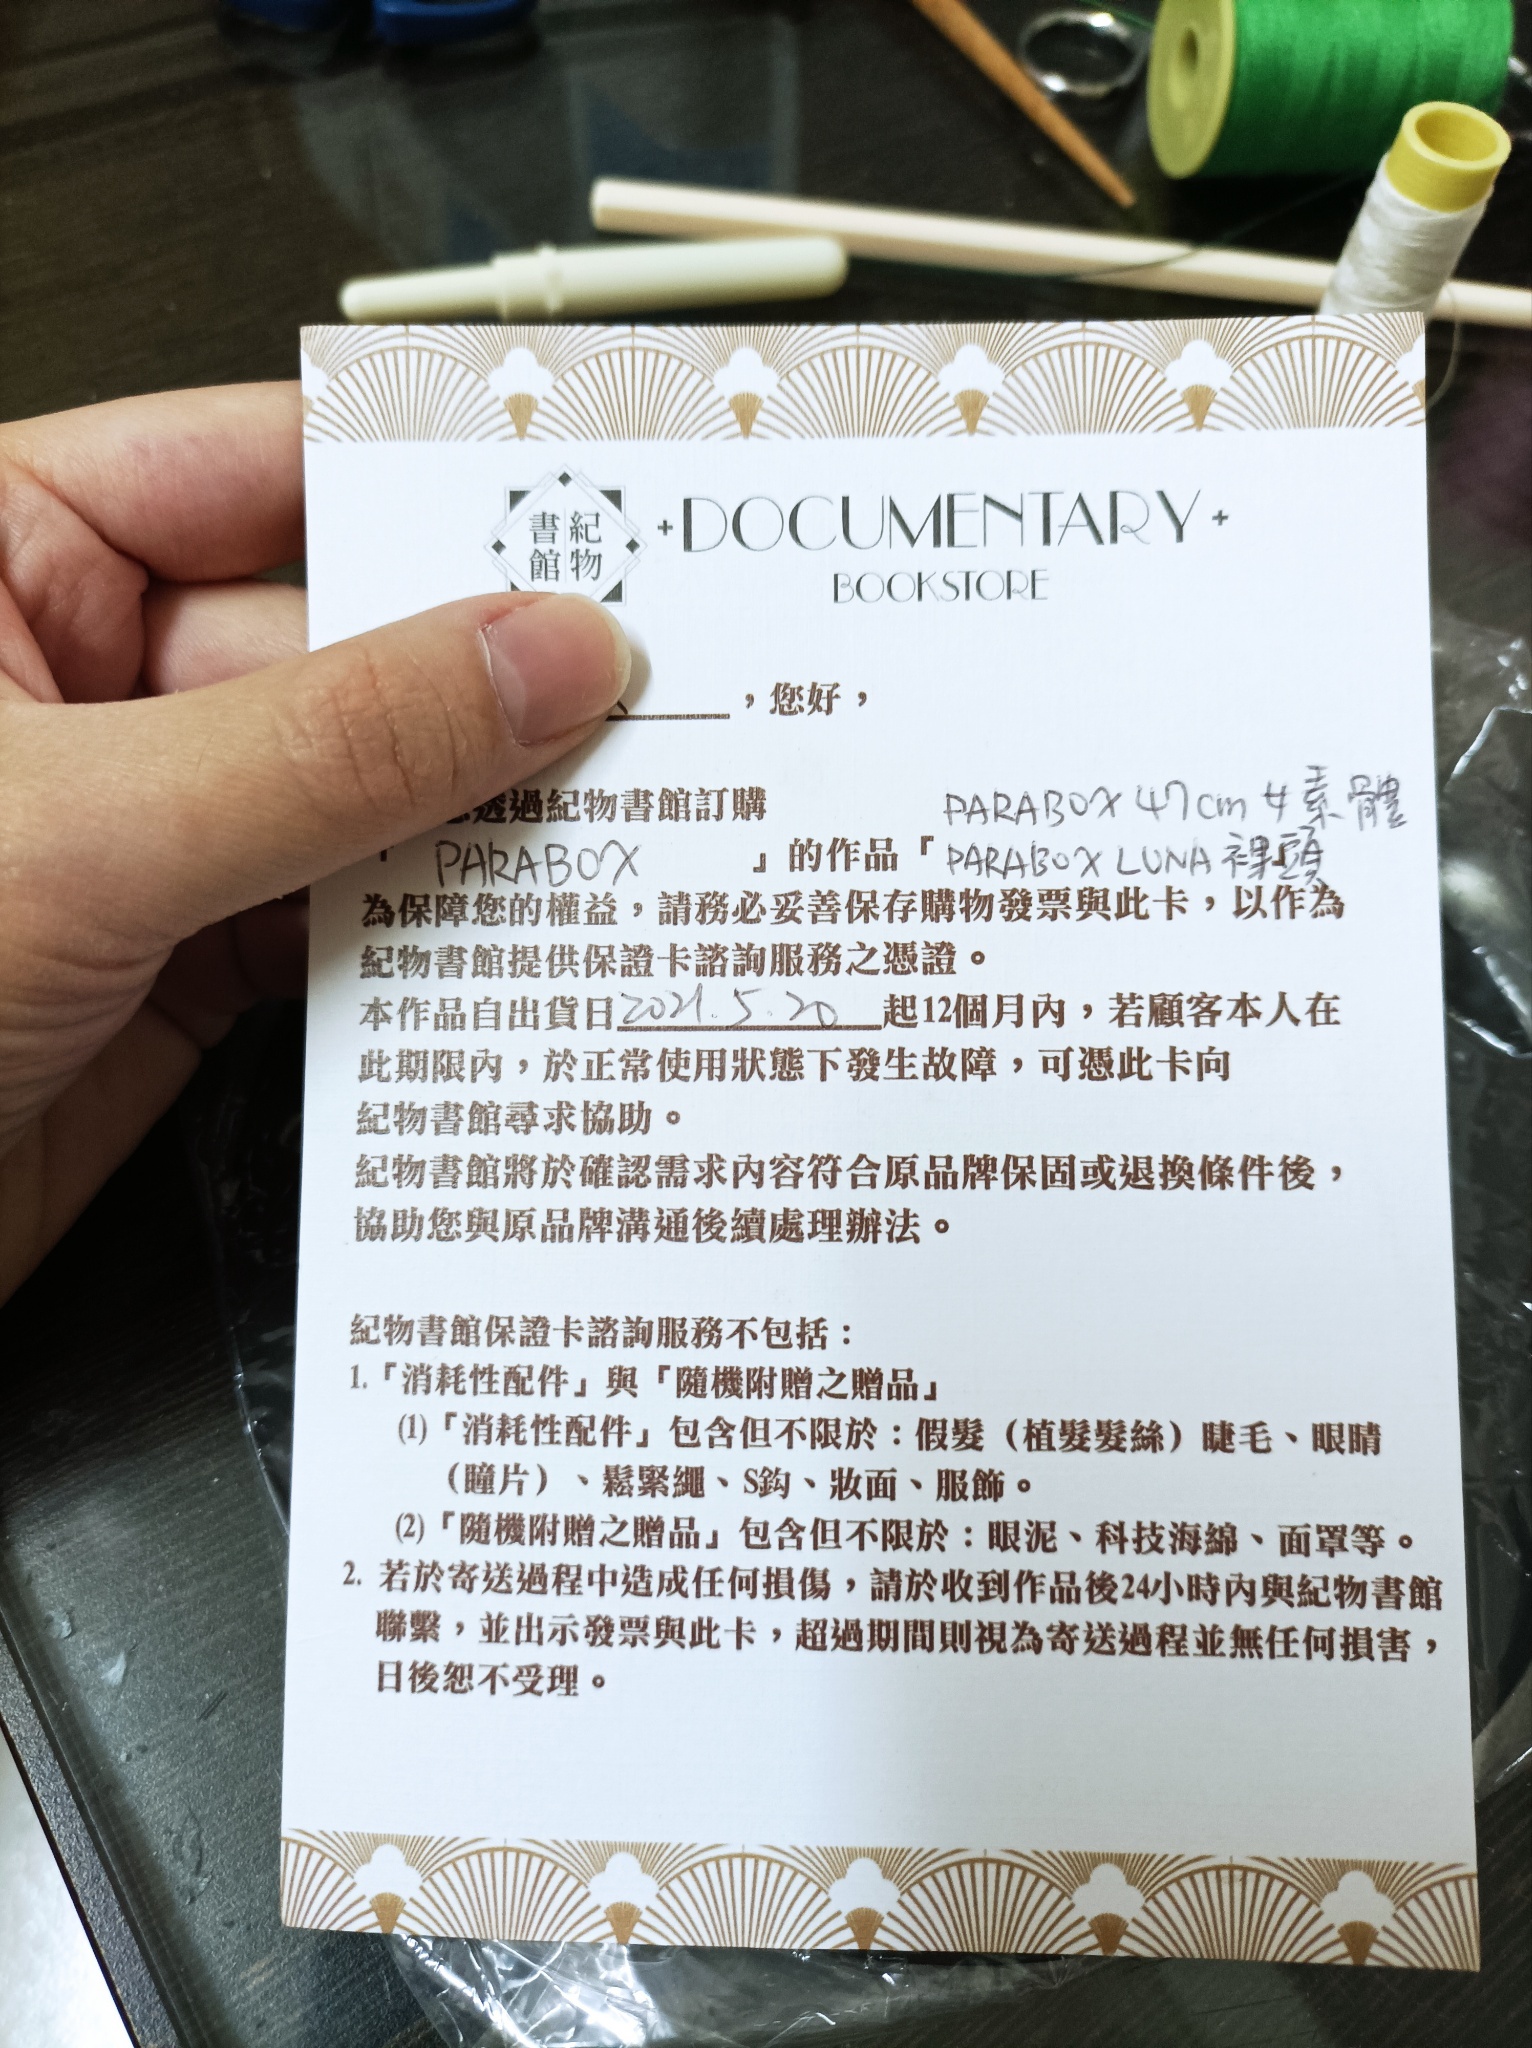 紀物
書館
+DOCUMENTARY+
BOOKSTORE
，您好，
透過紀物書館訂購 PARABOX 47cm 女素體
PARABOX 』的作品『 PARABOX LUNA 裸頭
為保障您的權益，請務必妥善保存購物發票與此卡，以作為
紀物書館提供保證卡諮詢服務之憑證。
本作品自出貨日2021.5.20起12個月內，若顧客本人在
此期限內，於正常使用狀態下發生故障，可憑此卡向
紀物書館尋求協助。
紀物書館將於確認需求內容符合原品牌保固或退換條件後，
協助您與原品牌溝通後續處理辦法。
紀物書館保證卡諮詢服務不包括：
1.「消耗性配件」與「隨機附贈之贈品」
(1)「消耗性配件」包含但不限於：假髮（植髮髮絲）睫毛、眼睛
（瞳片）、鬆緊繩、S鈎、妝面、服飾。
(2)「隨機附贈之贈品」包含但不限於：眼泥、科技海綿、面罩等。
2. 若於寄送過程中造成任何損傷，請於收到作品後24小時內與紀物書館
聯繫，並出示發票與此卡，超過期間則視為寄送過程並無任何損害，
日後恕不受理。